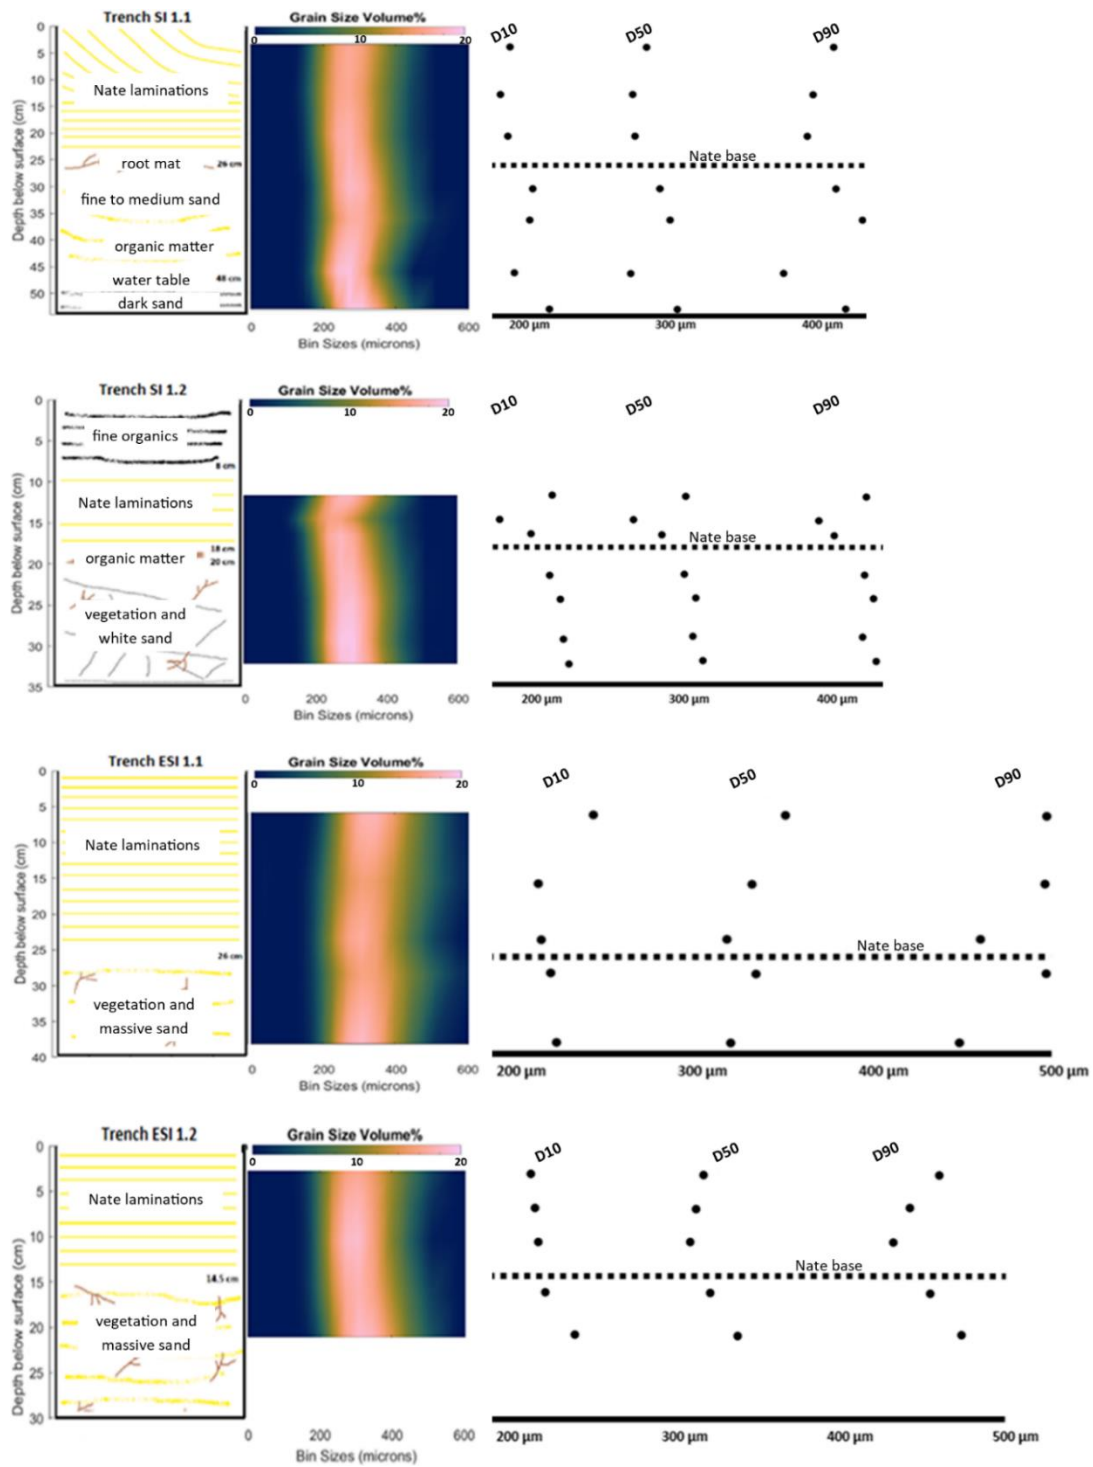 Trench SI 1.1
Grain Size Volume%
0 10 20
D10 D50 D90
0
5
10
15
20
25
30
35
40
45
50
Depth below surface (cm)
Nate laminations
root mat
26 cm
fine to medium sand
organic matter
water table
48 cm
dark sand
Nate base
0 200 400 600
Bin Sizes (microns)
200 µm 300 µm 400 µm
Trench SI 1.2
Grain Size Volume%
0 10 20
D10 D50 D90
0
5
10
15
20
25
30
35
Depth below surface (cm)
fine organics
8 cm
Nate laminations
organic matter
18 cm
20 cm
vegetation and
white sand
Nate base
0 200 400 600
Bin Sizes (microns)
200 µm 300 µm 400 µm
Trench ESI 1.1
Grain Size Volume%
0 10 20
D10 D50 D90
0
5
10
15
20
25
30
35
40
Depth below surface (cm)
Nate laminations
26 cm
vegetation and
massive sand
Nate base
0 200 400 600
Bin Sizes (microns)
200 µm 300 µm 400 µm 500 µm
Trench ESI 1.2
Grain Size Volume%
0 10 20
D10 D50 D90
0
5
10
15
20
25
30
Depth below surface (cm)
Nate laminations
14.5 cm
vegetation and
massive sand
Nate base
0 200 400 600
Bin Sizes (microns)
200 µm 300 µm 400 µm 500 µm